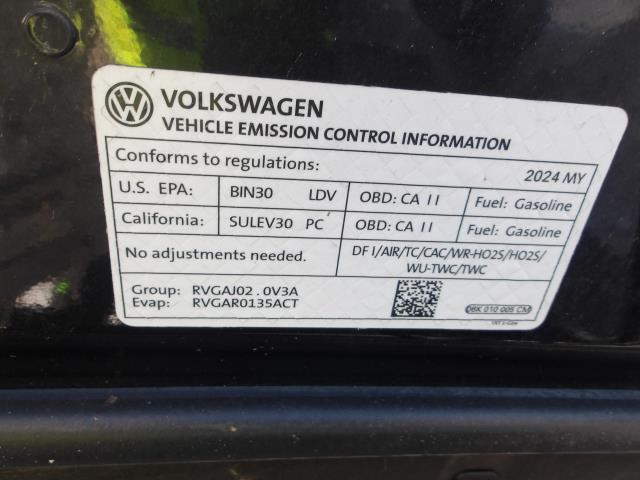 VOLKSWAGEN
VEHICLE EMISSION CONTROL INFORMATION
Conforms to regulations: 2024 MY
U.S. EPA: BIN30 LDV OBD: CA II Fuel: Gasoline
California: SULEV30 PC OBD: CA II Fuel: Gasoline
No adjustments needed. DFI/AIR/TC/CAC/WR-HO2S/HO2S/
WU-TWC/TWC
Group: RVGAJ02.0V3A
Evap: RVGAR0135ACT
06K 010 005 CM